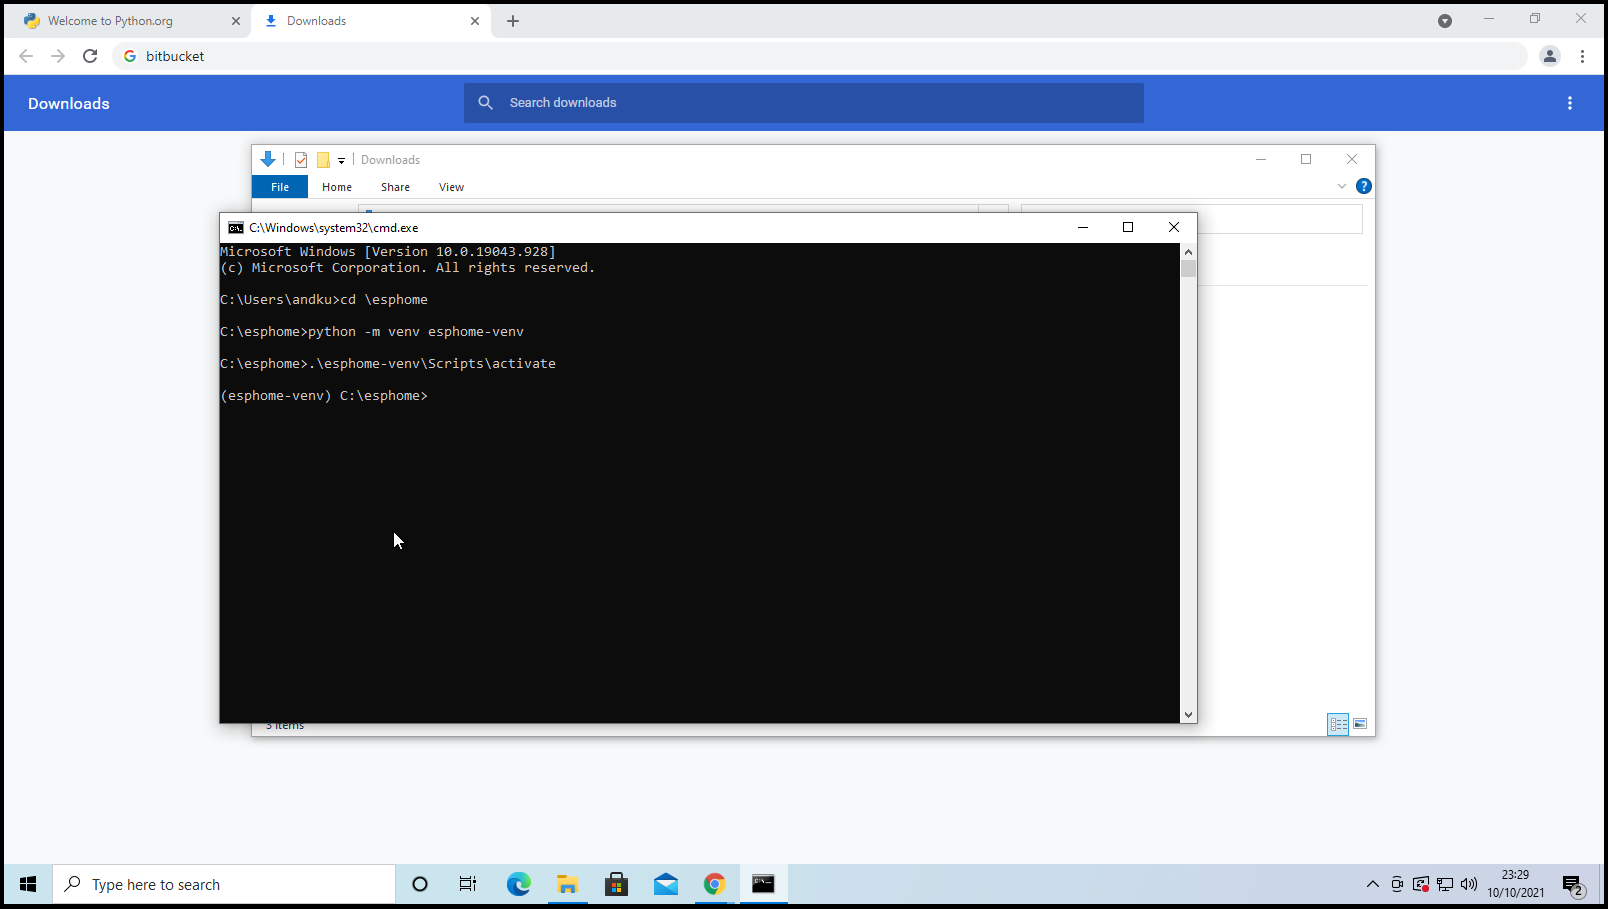 Welcome to Python.org
Downloads
bitbucket
Downloads
Search downloads
Downloads
File Home Share View
C:\Windows\system32\cmd.exe
Microsoft Windows [Version 10.0.19043.928]
(c) Microsoft Corporation. All rights reserved.
C:\Users\andku>cd \esphome
C:\esphome>python -m venv esphome-venv
C:\esphome>.\esphome-venv\Scripts\activate
(esphome-venv) C:\esphome>
items
Type here to search
23:29
10/10/2021
2